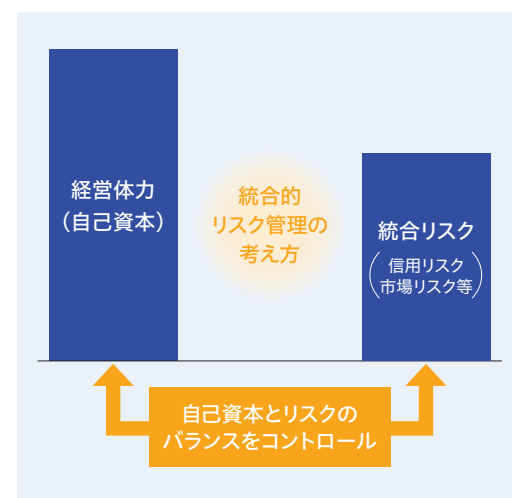 経営体力
（自己資本）
統合的
リスク管理の
考え方
統合リスク
（信用リスク
市場リスク等）
自己資本とリスクの
バランスをコントロール